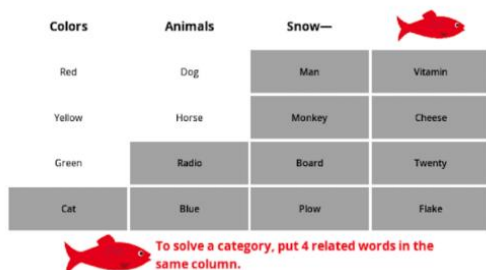 Colors Animals Snow—
Red Dog Man Vitamin
Yellow Horse Monkey Cheese
Green Radio Board Twenty
Cat Blue Plow Flake
To solve a category, put 4 related words in the
same column.